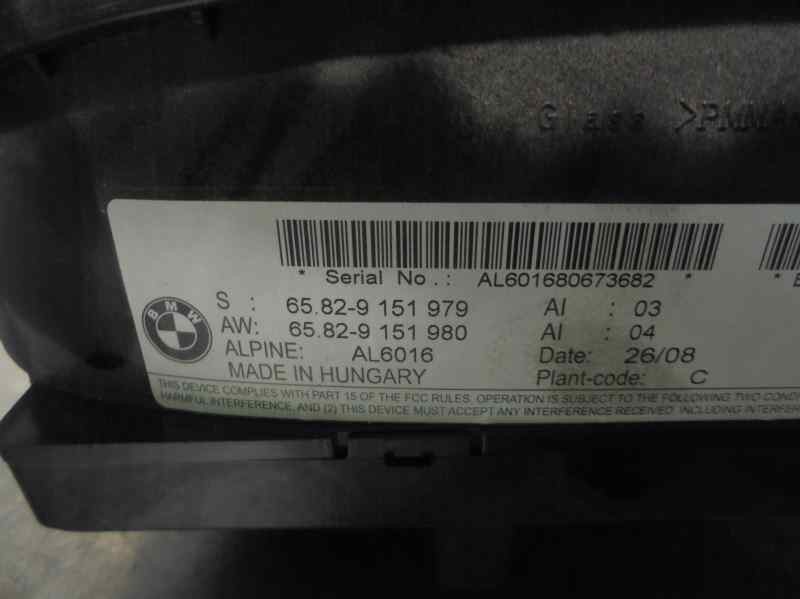 Glass >PMMA
* Serial No.: AL601680673682 *
BMW
S : 65.82-9 151 979 AI : 03
AW: 65.82-9 151 980 AI : 04
ALPINE: AL6016 Date: 26/08
MADE IN HUNGARY Plant-code: C
THIS DEVICE COMPLIES WITH PART 15 OF THE FCC RULES. OPERATION IS SUBJECT TO THE FOLLOWING TWO
HARMFUL INTERFERENCE, AND (2) THIS DEVICE MUST ACCEPT ANY INTERFERENCE RECEIVED, INCLUDING